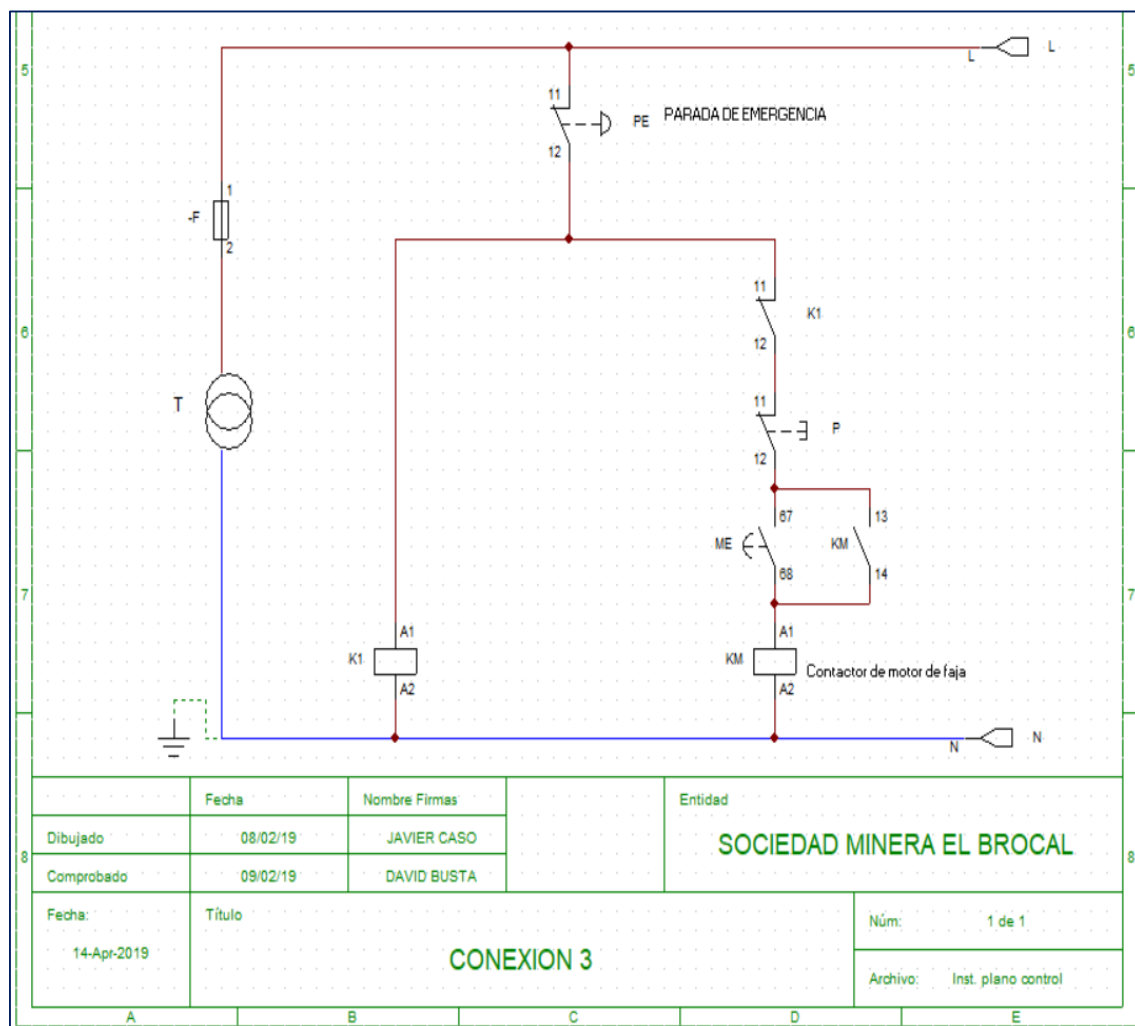 5
5
L
L
11
PE
PARADA DE EMERGENCIA
12
1
-F
2
11
6
K1
6
12
T
11
P
12
67
13
ME
KM
68
14
7
7
A1
A1
K1
KM
Contactor de motor de faja
A2
A2
N
N
Fecha
Nombre Firmas
Entidad
Dibujado
08/02/19
JAVIER CASO
SOCIEDAD MINERA EL BROCAL
8
8
Comprobado
09/02/19
DAVID BUSTA
Fecha:
Título
Núm:
1 de 1
14-Apr-2019
CONEXION 3
Archivo:
Inst. plano control
A
B
C
D
E